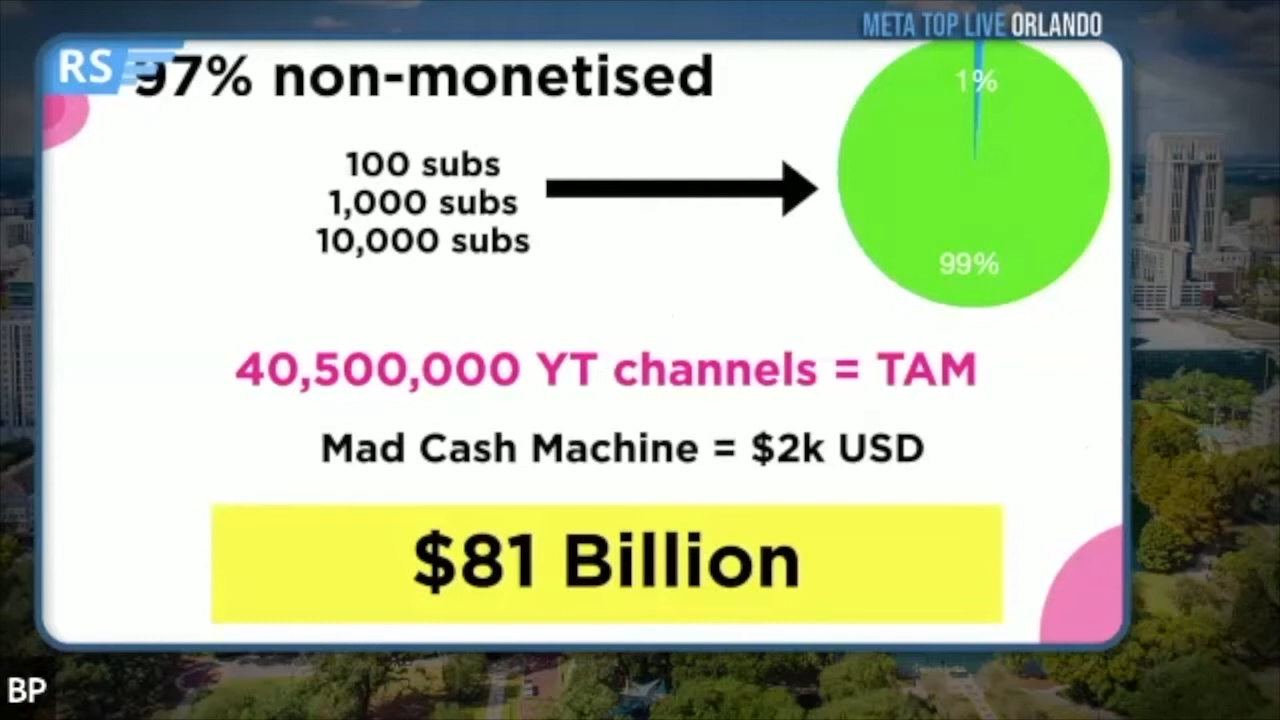 META TOP LIVE ORLANDO
RS
97% non-monetised
1%
100 subs
1,000 subs
10,000 subs
99%
40,500,000 YT channels = TAM
Mad Cash Machine = $2k USD
$81 Billion
BP